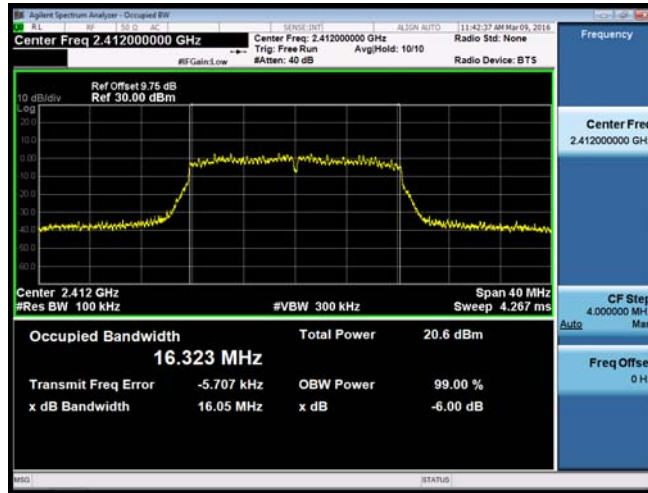 Agilent Spectrum Analyzer - Occupied BW
RL RF 50 Ω AC SENSE:INT ALIGN AUTO 11:42:37 AM Mar 09, 2016
Center Freq 2.412000000 GHz
Center Freq: 2.412000000 GHz
Radio Std: None
Trig: Free Run Avg|Hold: 10/10
#IFGain:Low
#Atten: 40 dB
Radio Device: BTS
Frequency
Ref Offset 9.75 dB
10 dB/div Ref 30.00 dBm
Log
20.0
10.0
0.00
-10.0
-20.0
-30.0
-40.0
-50.0
-60.0
Center Fre
2.412000000 GH
Center 2.412 GHz
Span 40 MHz
#Res BW 100 kHz
#VBW 300 kHz
Sweep 4.267 ms
CF Ste
4.000000 MH
Auto Ma
Occupied Bandwidth
Total Power 20.6 dBm
16.323 MHz
Transmit Freq Error -5.707 kHz
OBW Power 99.00 %
x dB Bandwidth 16.05 MHz
x dB -6.00 dB
Freq Offse
0 H
MSG
STATUS